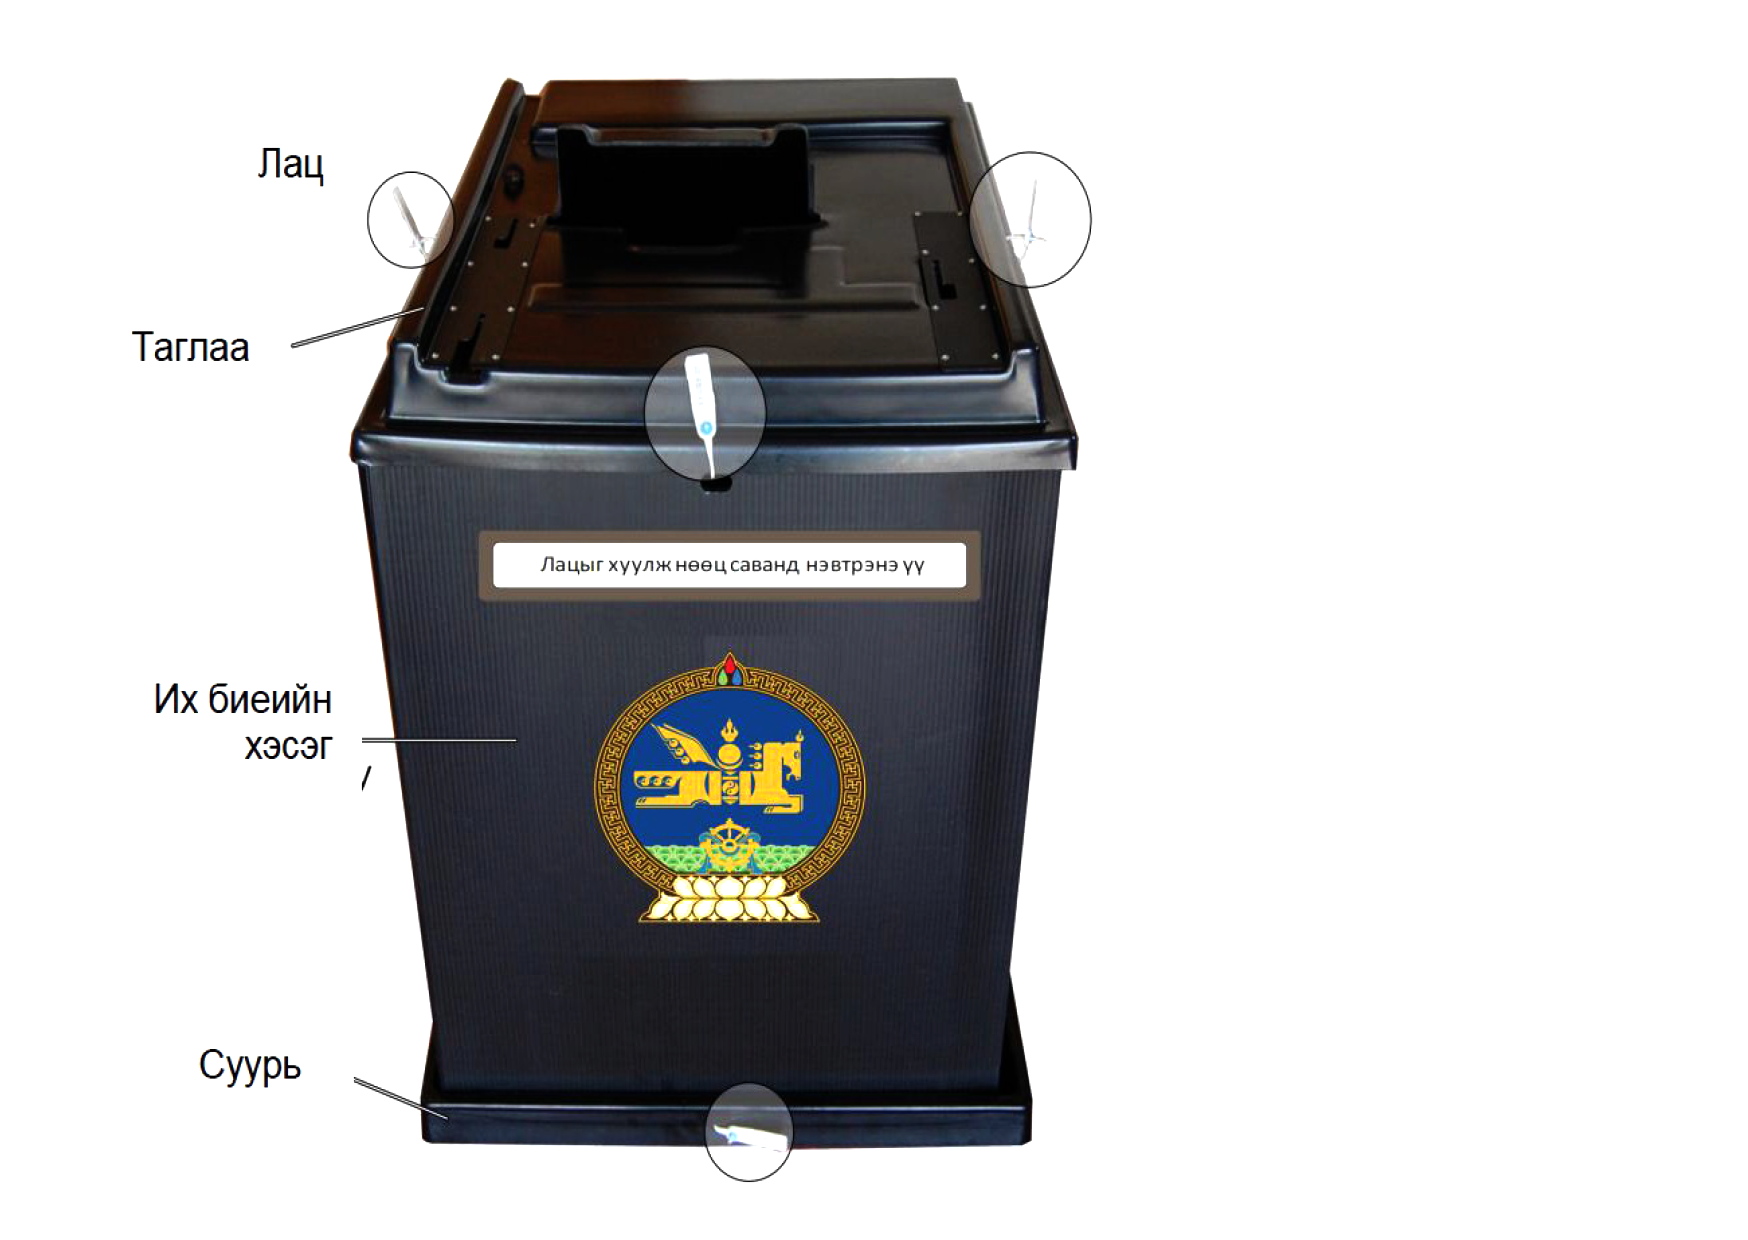 Лац
Таглаа
Лацыг хуулж нөөц саванд нэвтрэнэ үү
Их биеийн
хэсэг
Суурь